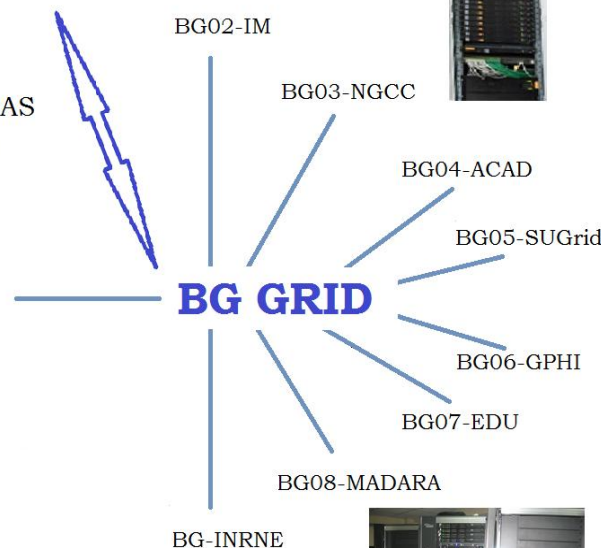 BG02-IM
BG03-NGCC
AS
BG04-ACAD
BG05-SUGrid
BG GRID
BG06-GPHI
BG07-EDU
BG08-MADARA
BG-INRNE